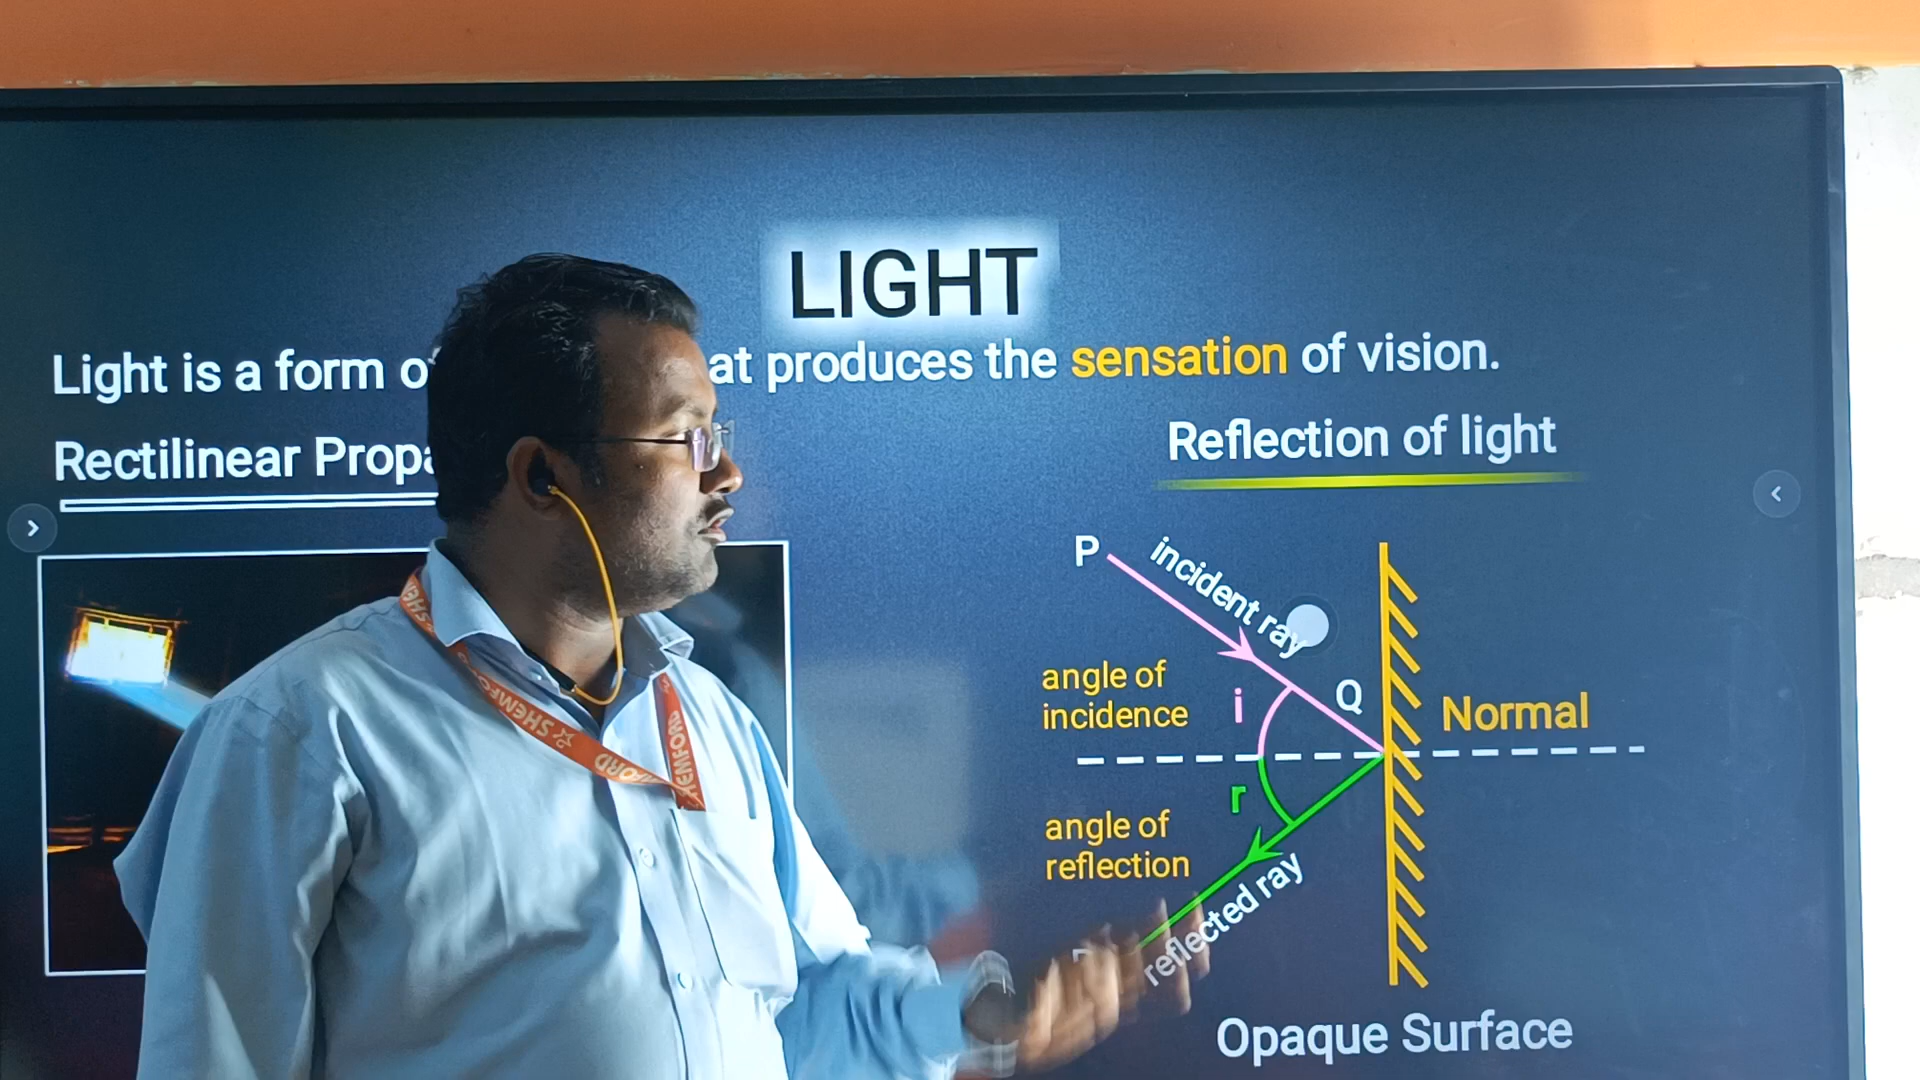 LIGHT
Light is a form o at produces the sensation of vision.
Rectilinear Propa
Reflection of light
P
incident ray
angle of
incidence
i
Q
Normal
r
angle of
reflection
reflected ray
Opaque Surface
SHEMFORD